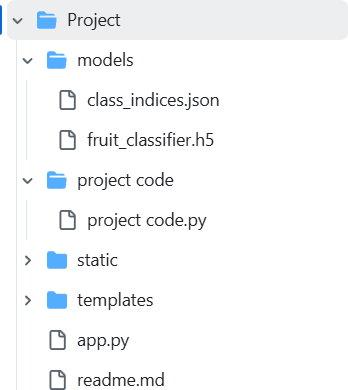 Project
models
class_indices.json
fruit_classifier.h5
project code
project code.py
static
templates
app.py
readme.md